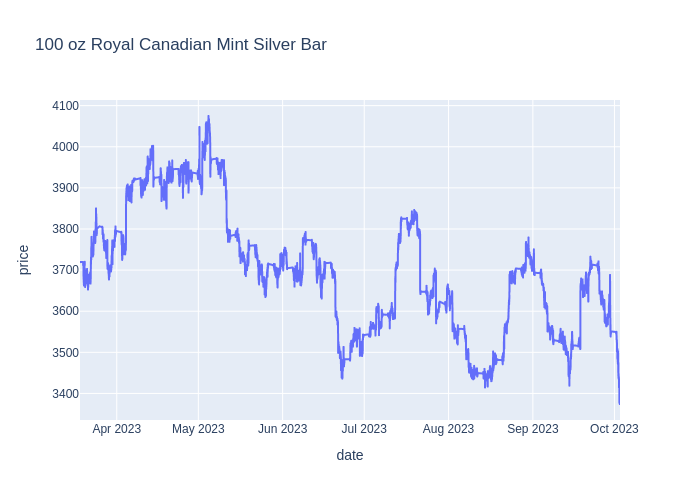 100 oz Royal Canadian Mint Silver Bar
4100
4000
3900
3800
3700
3600
3500
3400
price
Apr 2023 May 2023 Jun 2023 Jul 2023 Aug 2023 Sep 2023 Oct 2023
date